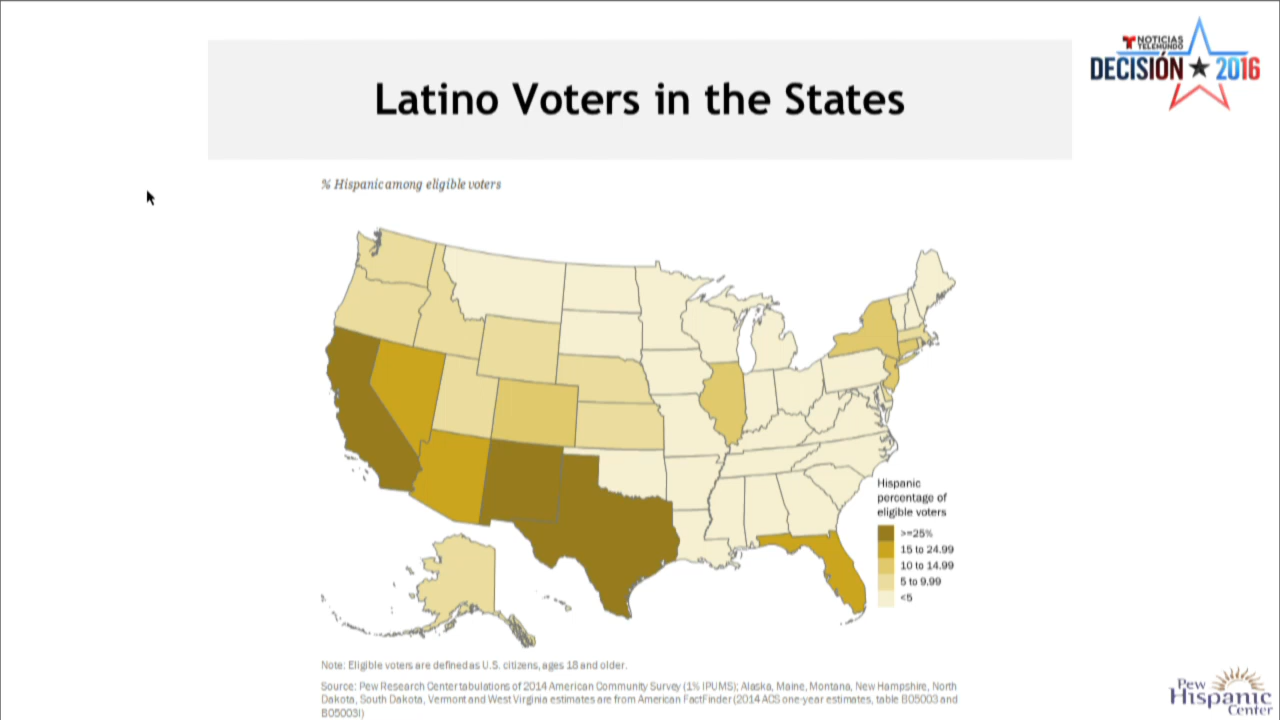 NOTICIAS
TELEMUNDO
DECISIÓN 2016
Latino Voters in the States
% Hispanic among eligible voters
Hispanic
percentage of
eligible voters
>=25%
15 to 24.99
10 to 14.99
5 to 9.99
<5
Note: Eligible voters are defined as U.S. citizens, ages 18 and older.
Source: Pew Research Center tabulations of 2014 American Community Survey (1% IPUMS); Alaska, Maine, Montana, New Hampshire, North
Dakota, South Dakota, Vermont and West Virginia estimates are from American FactFinder (2014 ACS one-year estimates, table B05003 and
B05003I)
Pew
Hispanic
Center